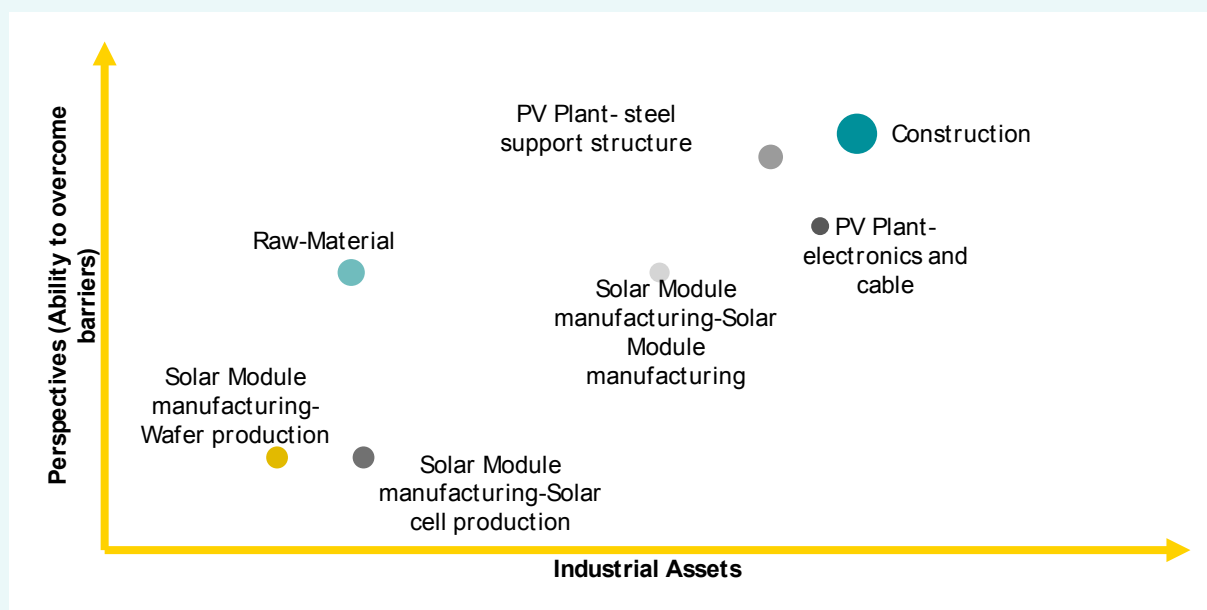 Perspectives (Ability to overcome
barriers)
PV Plant- steel
support structure
Construction
Raw-Material
PV Plant-
electronics and
cable
Solar Module
manufacturing-Solar
Module
manufacturing
Solar Module
manufacturing-
Wafer production
Solar Module
manufacturing-Solar
cell production
Industrial Assets